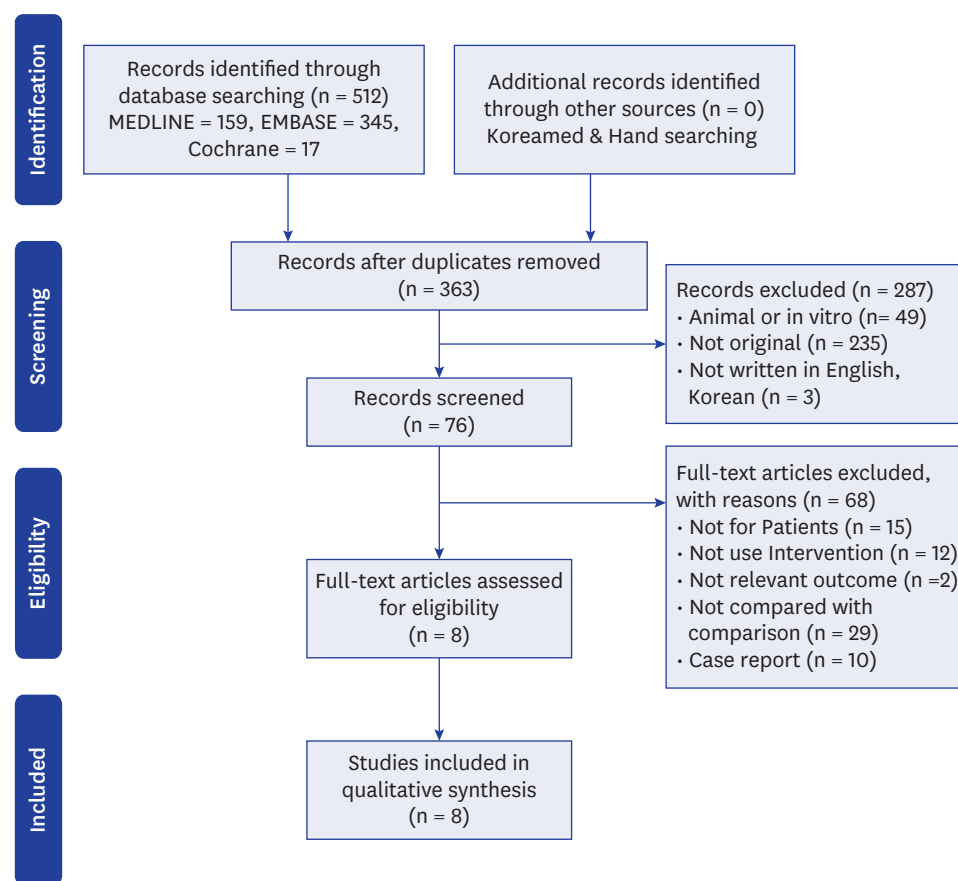 Identification
Records identified through
database searching (n = 512)
MEDLINE = 159, EMBASE = 345,
Cochrane = 17
Additional records identified
through other sources (n = 0)
Koreamed & Hand searching
Screening
Records after duplicates removed
(n = 363)
Records excluded (n = 287)
· Animal or in vitro (n= 49)
· Not original (n = 235)
· Not written in English,
Korean (n = 3)
Records screened
(n = 76)
Eligibility
Full-text articles excluded,
with reasons (n = 68)
· Not for Patients (n = 15)
· Not use Intervention (n = 12)
· Not relevant outcome (n =2)
· Not compared with
comparison (n = 29)
· Case report (n = 10)
Full-text articles assessed
for eligibility
(n = 8)
Included
Studies included in
qualitative synthesis
(n = 8)